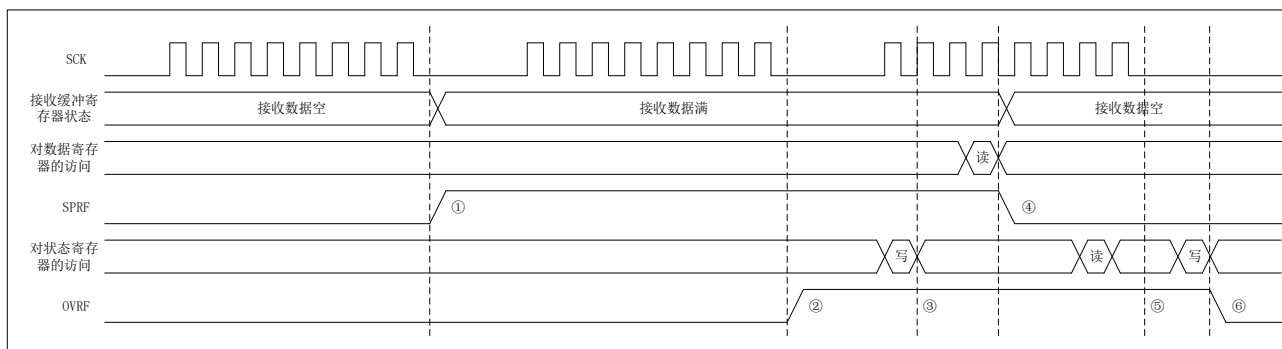 SCK
接收缓冲寄
存器状态
接收数据空
接收数据满
接收数据空
对数据寄存
器的访问
读
SPRF
①
④
对状态寄存
器的访问
写
读
写
OVRF
②
③
⑤
⑥